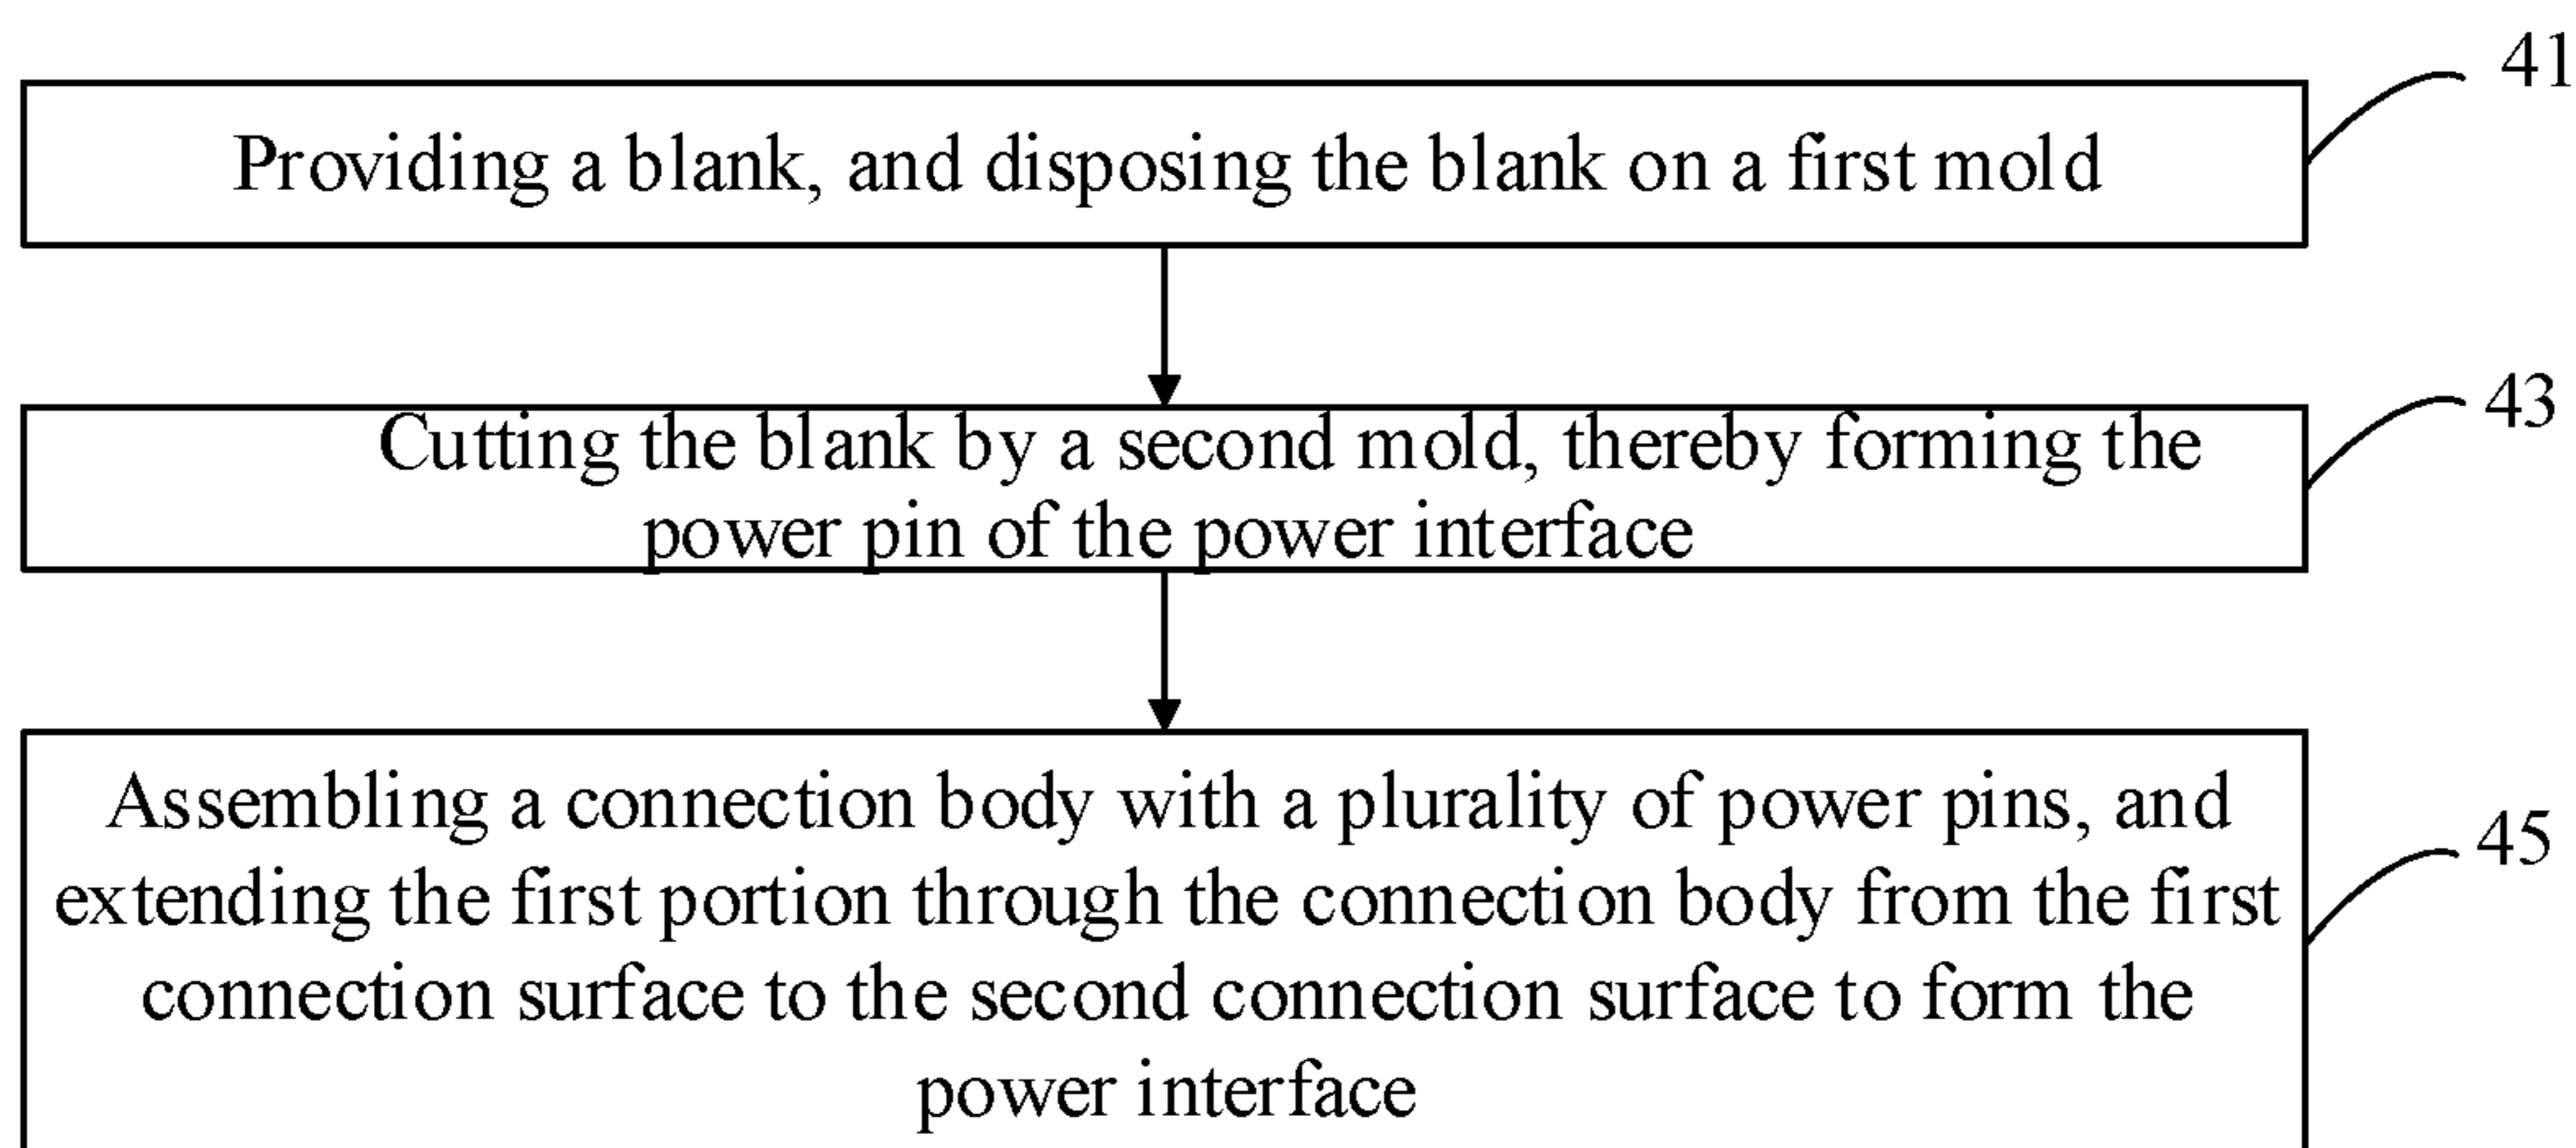 41
Providing a blank, and disposing the blank on a first mold
43
Cutting the blank by a second mold, thereby forming the
power pin of the power interface
45
Assembling a connection body with a plurality of power pins, and
extending the first portion through the connection body from the first
connection surface to the second connection surface to form the
power interface